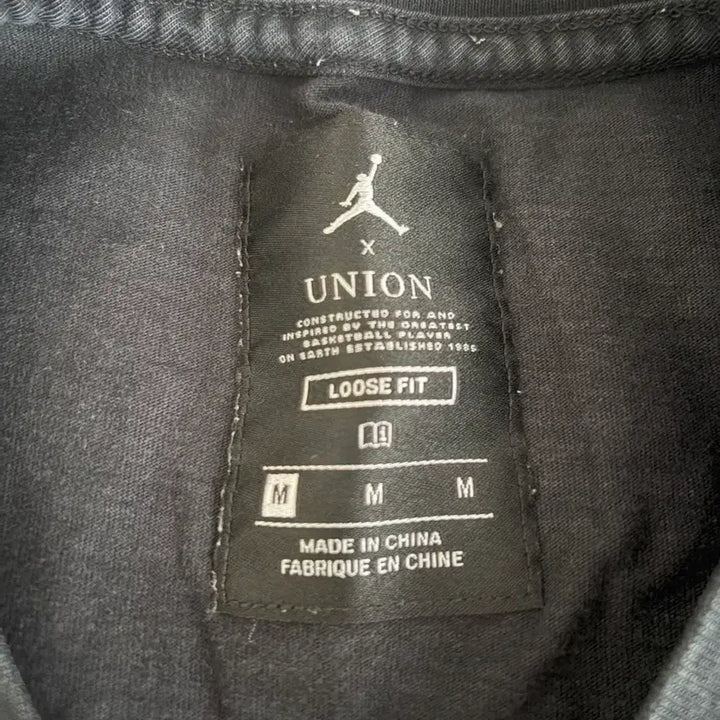 X
UNION
CONSTRUCTED FOR AND
INSPIRED BY THE GREATEST
BASKETBALL PLAYER
ON EARTH ESTABLISHED 1985
LOOSE FIT
i
M M M
MADE IN CHINA
FABRIQUE EN CHINE